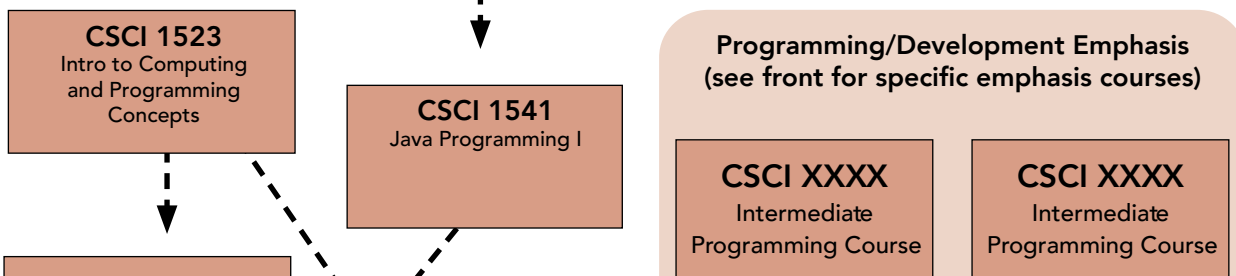 CSCI 1523
Intro to Computing
and Programming
Concepts
CSCI 1541
Java Programming I
Programming/Development Emphasis
(see front for specific emphasis courses)
CSCI XXXX
Intermediate
Programming Course
CSCI XXXX
Intermediate
Programming Course